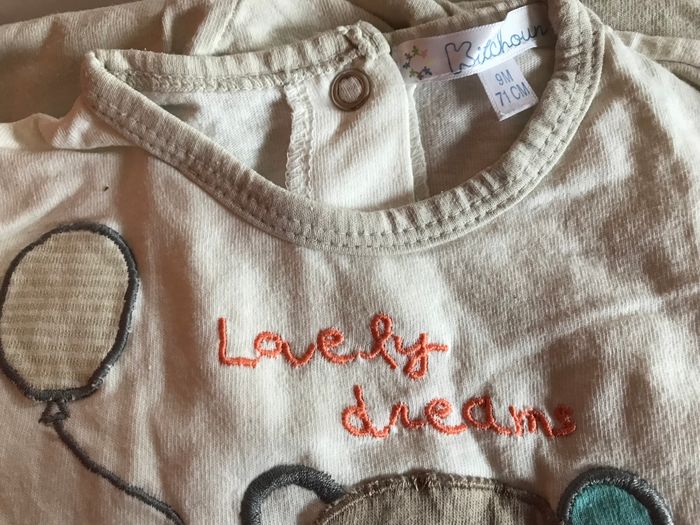 Kitchoun
9M
71 CM
Lovely
dreams